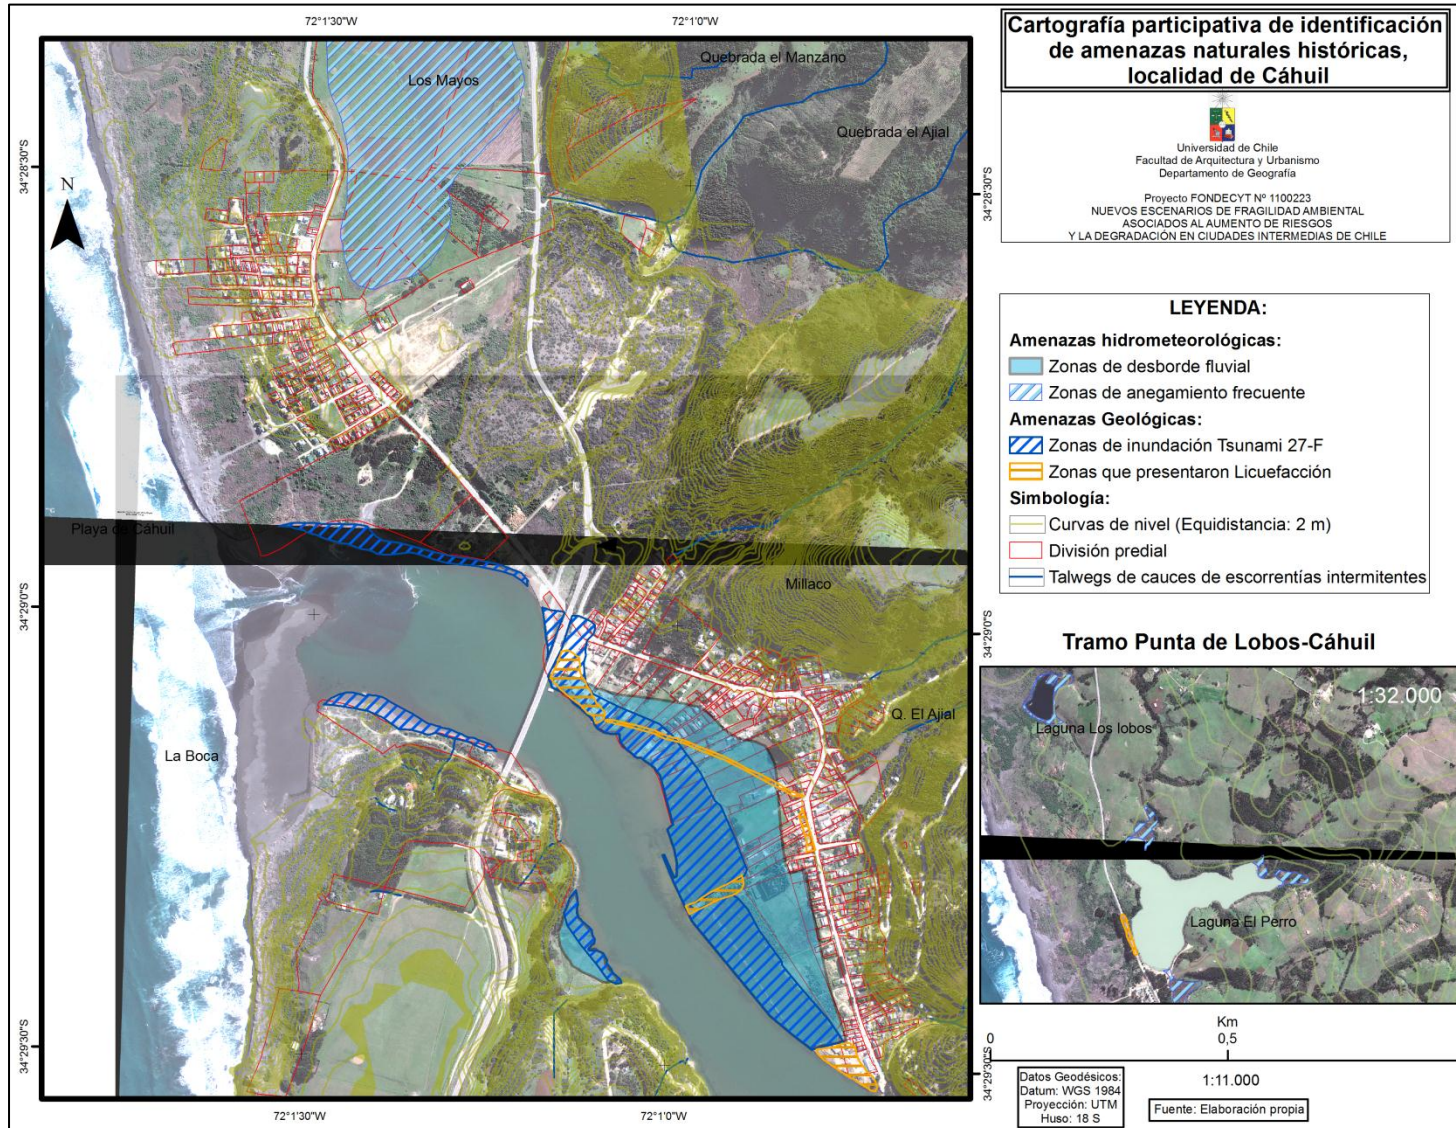 Cartografía participativa de identificación
de amenazas naturales históricas,
localidad de Cáhuil
Universidad de Chile
Facultad de Arquitectura y Urbanismo
Departamento de Geografía
Proyecto FONDECYT Nº 1100223
NUEVOS ESCENARIOS DE FRAGILIDAD AMBIENTAL
ASOCIADOS AL AUMENTO DE RIESGOS
Y LA DEGRADACIÓN EN CIUDADES INTERMEDIAS DE CHILE
LEYENDA:
Amenazas hidrometeorológicas:
Zonas de desborde fluvial
Zonas de anegamiento frecuente
Amenazas Geológicas:
Zonas de inundación Tsunami 27-F
Zonas que presentaron Licuefacción
Simbología:
Curvas de nivel (Equidistancia: 2 m)
División predial
Talwegs de cauces de escorrentías intermitentes
Tramo Punta de Lobos-Cáhuil
1:32.000
Laguna Los lobos
Laguna El Perro
Km
0
0,5
1:11.000
Datos Geodésicos:
Datum: WGS 1984
Proyección: UTM
Huso: 18 S
Fuente: Elaboración propia
72°1'30"W
72°1'0"W
34°28'30"S
34°28'30"S
34°29'0"S
34°29'0"S
34°29'30"S
34°29'30"S
72°1'30"W
72°1'0"W
N
Los Mayos
Quebrada el Manzano
Quebrada el Ajial
Playa de Cáhuil
Millaco
La Boca
Q. El Ajial